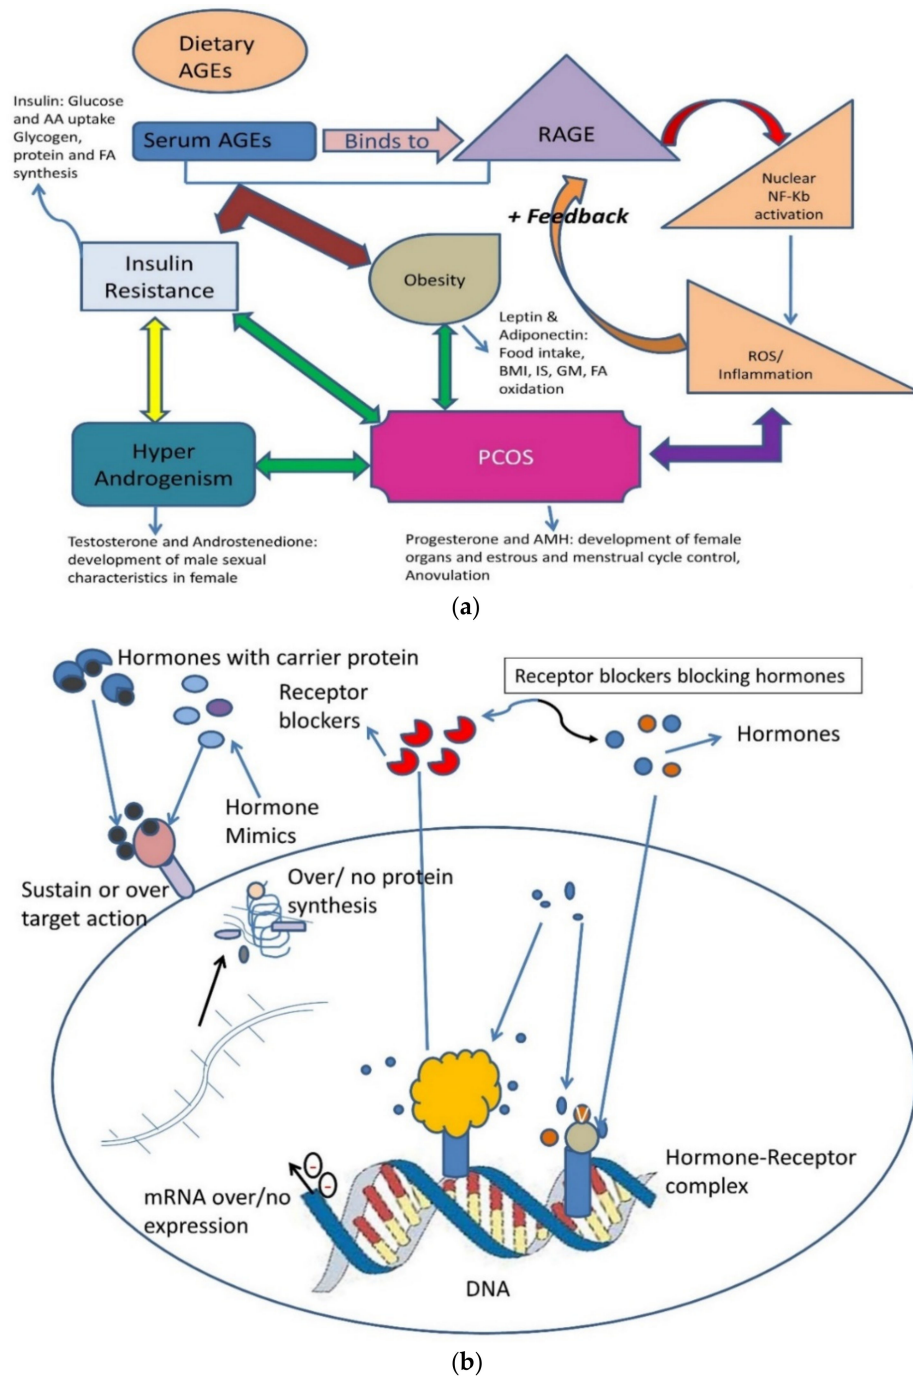 Dietary
AGEs
Insulin: Glucose
and AA uptake
Glycogen,
protein and FA
synthesis
Serum AGEs
Binds to
RAGE
Nuclear
NF-Kb
activation
+ Feedback
Insulin
Resistance
Obesity
Leptin &
Adiponectin:
Food intake,
BMI, IS, GM, FA
oxidation
ROS/
Inflammation
Hyper
Androgenism
PCOS
Testosterone and Androstenedione:
development of male sexual
characteristics in female
Progesterone and AMH: development of female
organs and estrous and menstrual cycle control,
Anovulation
(a)
Hormones with carrier protein
Receptor
blockers
Receptor blockers blocking hormones
Hormones
Hormone
Mimics
Sustain or over
target action
Over/ no protein
synthesis
V
Hormone-Receptor
complex
-
-
mRNA over/no
expression
DNA
(b)